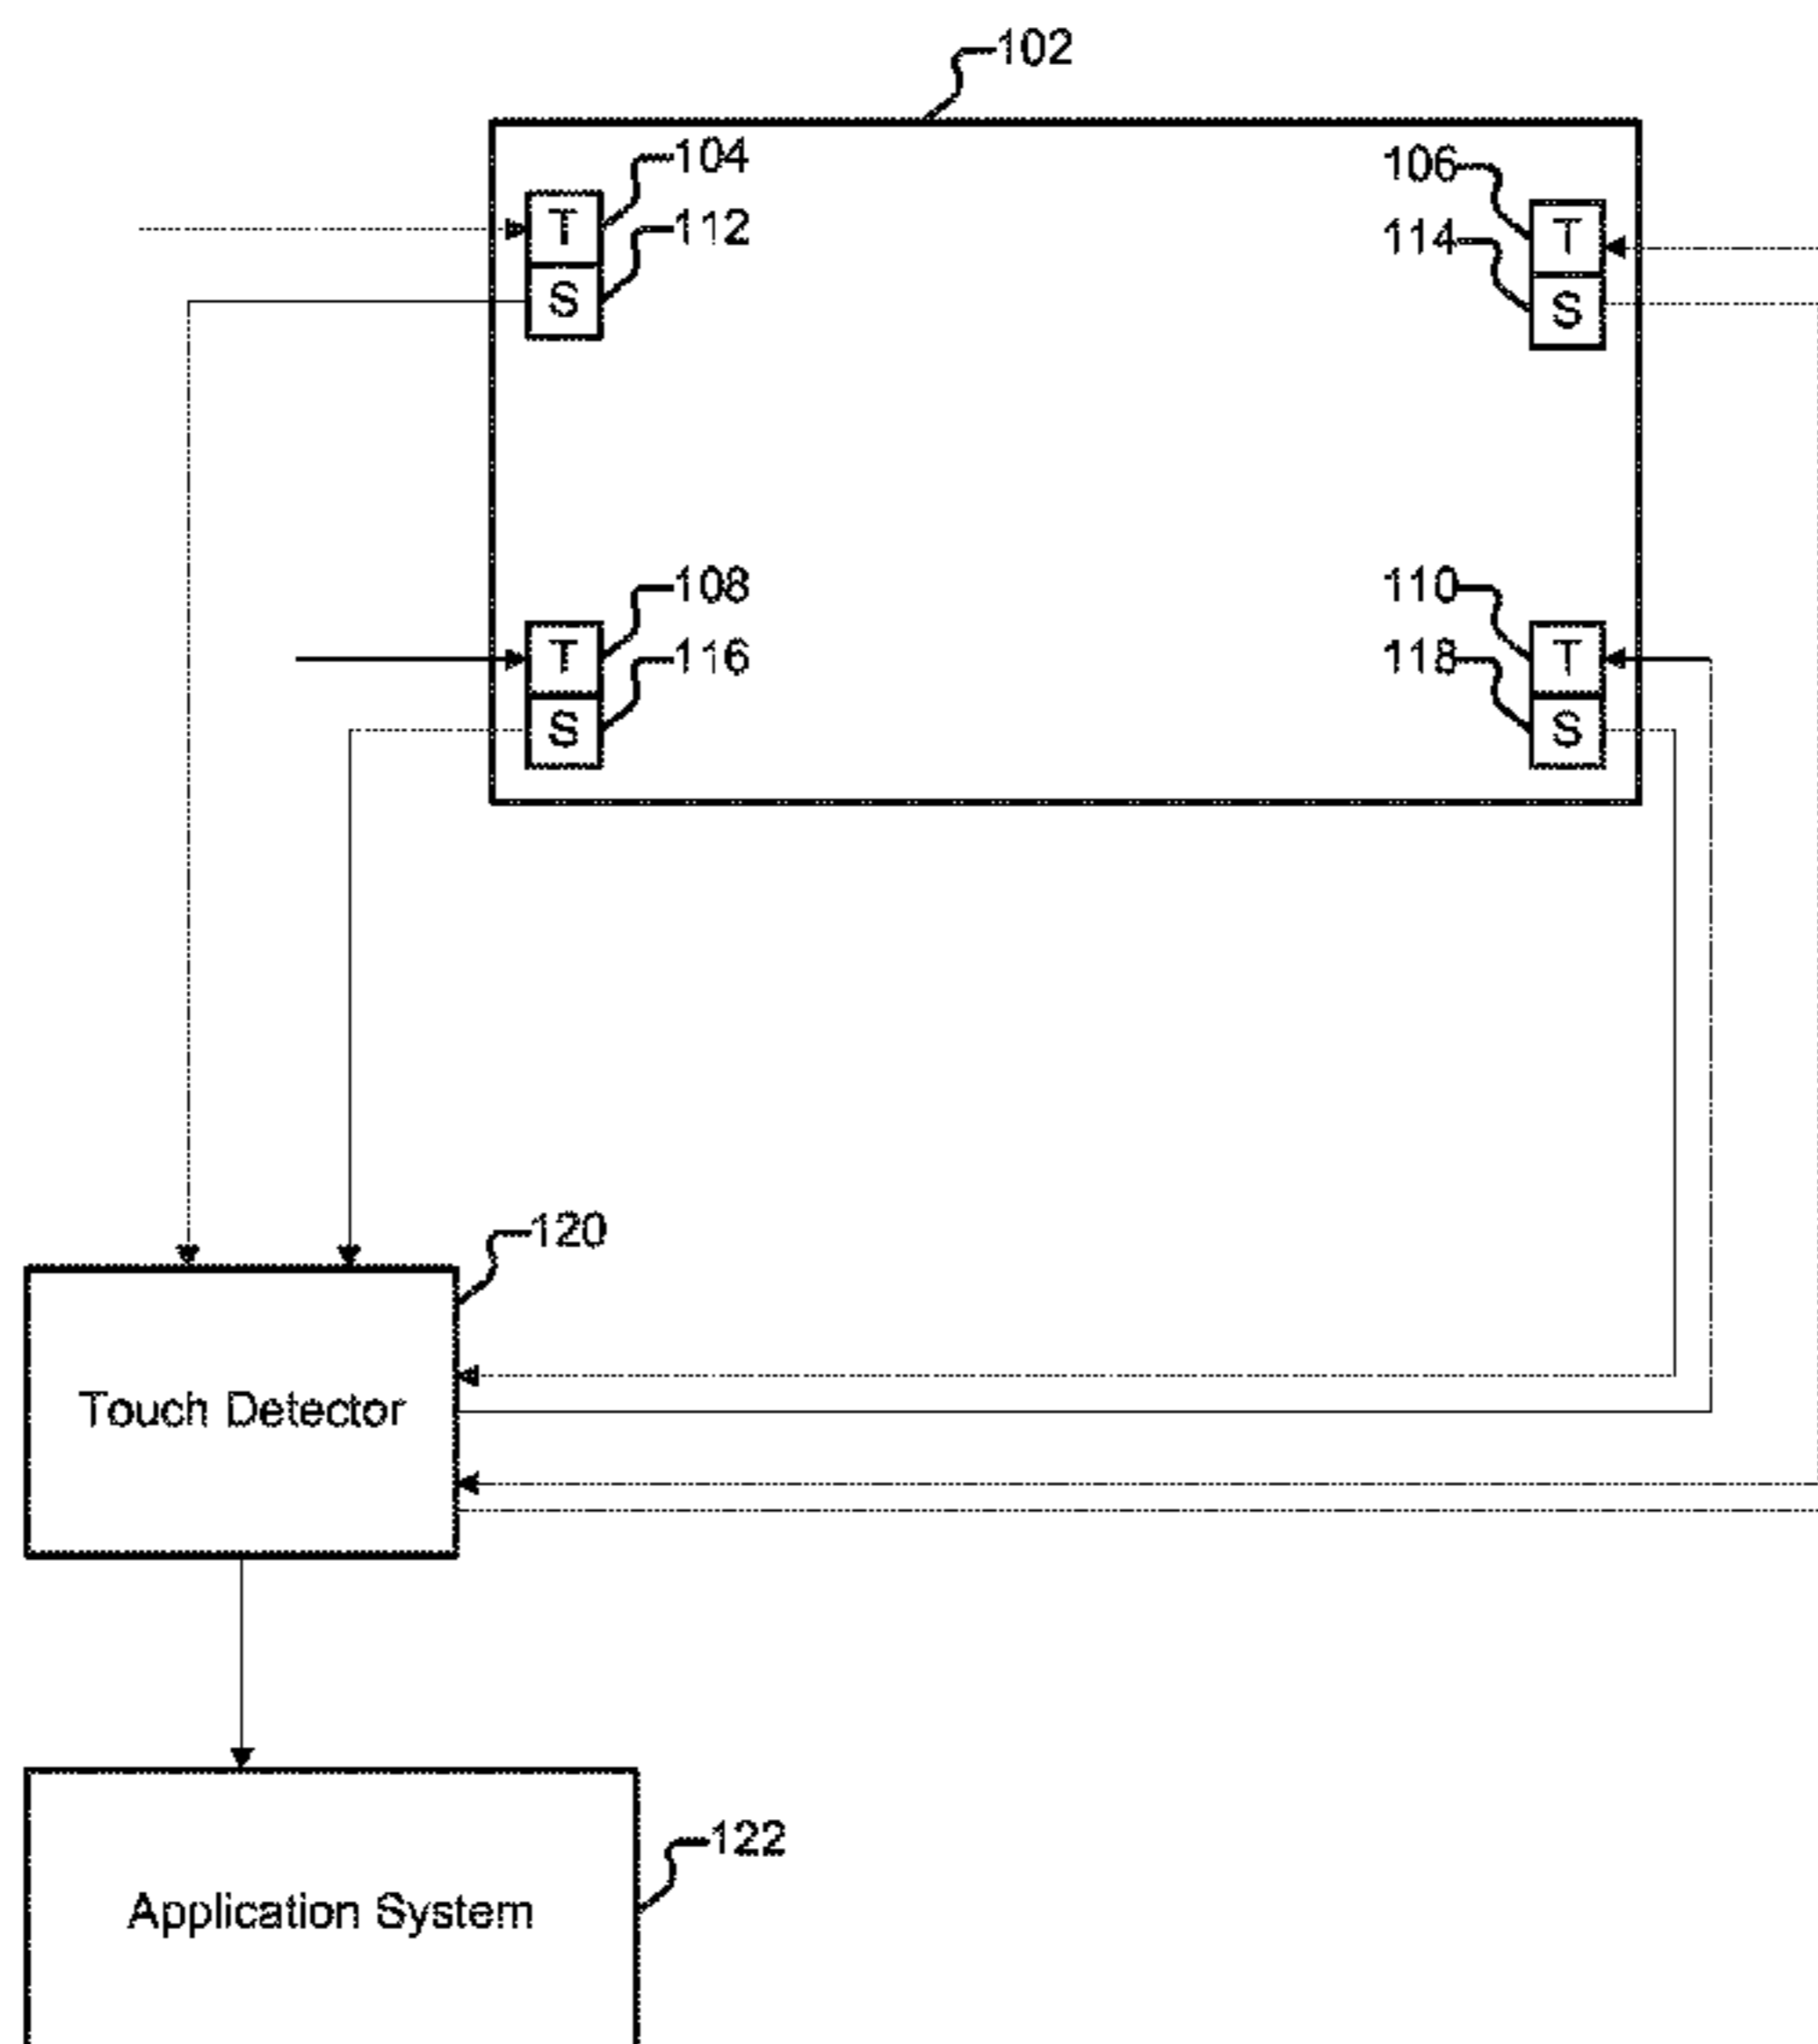 102
104
106
T
112
114
T
S
S
108
110
T
116
118
T
S
S
120
Touch Detector
122
Application System